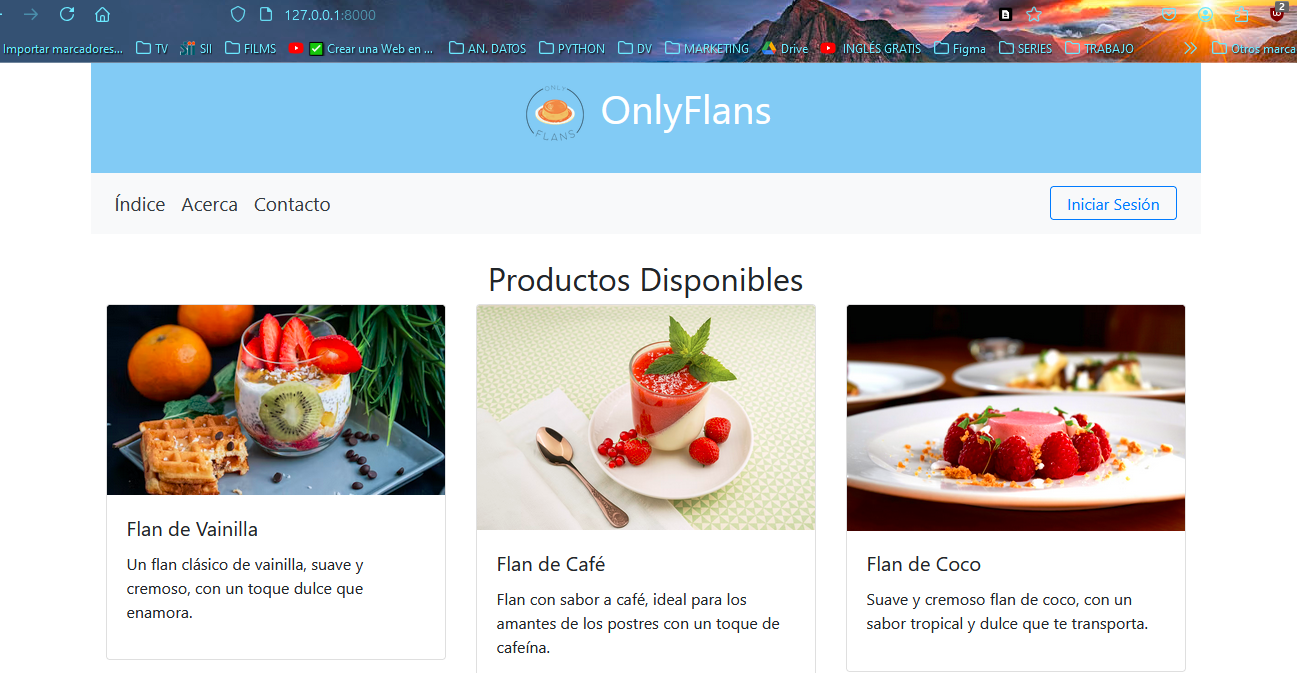 127.0.0.1:8000
2
Importar marcadores... TV SII FILMS Crear una Web en ... AN. DATOS PYTHON DV MARKETING Drive INGLÉS GRATIS Figma SERIES TRABAJO Otros marca
ONLY
FLANS
OnlyFlans
Índice Acerca Contacto Iniciar Sesión
Productos Disponibles
Flan de Vainilla
Un flan clásico de vainilla, suave y
cremoso, con un toque dulce que
enamora.
Flan de Café
Flan con sabor a café, ideal para los
amantes de los postres con un toque de
cafeína.
Flan de Coco
Suave y cremoso flan de coco, con un
sabor tropical y dulce que te transporta.